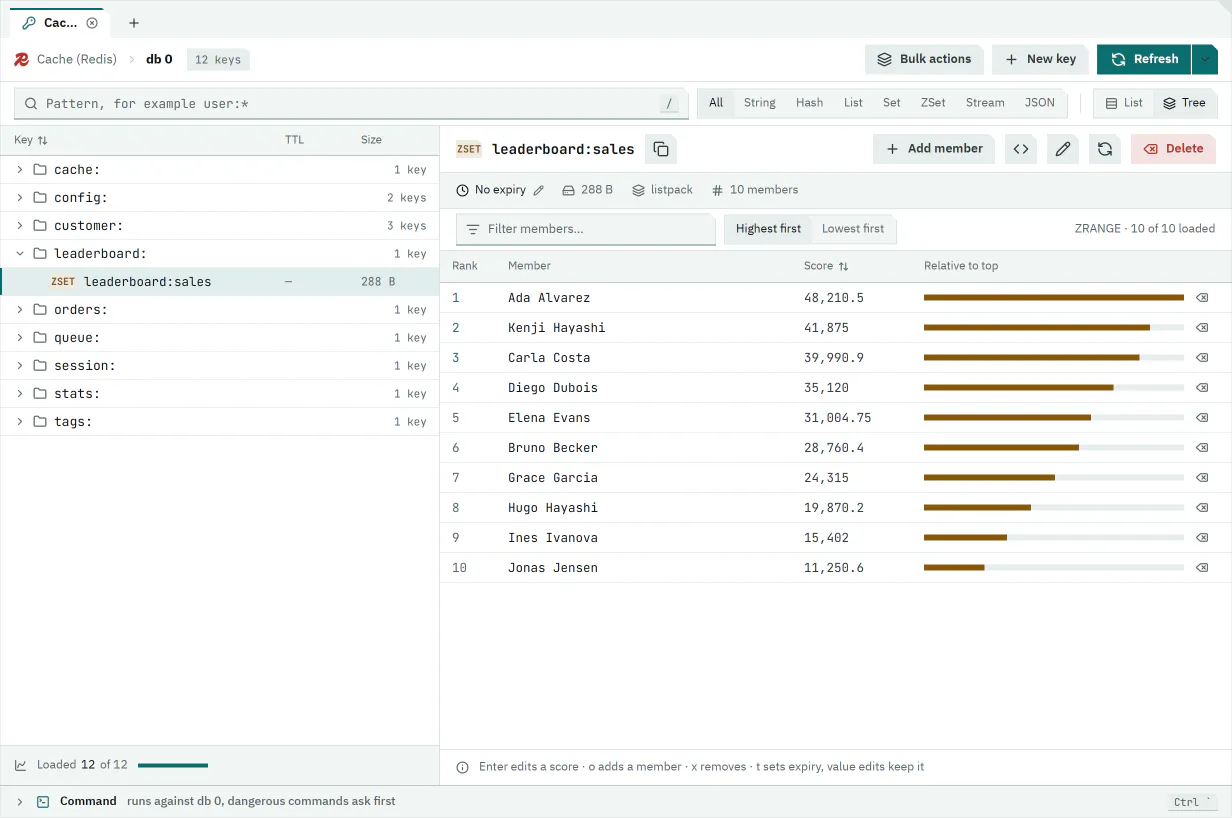 Cac...
Cache (Redis) db 0 12 keys
Bulk actions New key Refresh
Pattern, for example user:* /
All String Hash List Set ZSet Stream JSON List Tree
Key TTL Size
cache: 1 key
config: 2 keys
customer: 3 keys
leaderboard: 1 key
ZSET leaderboard:sales — 288 B
orders: 1 key
queue: 1 key
session: 1 key
stats: 1 key
tags: 1 key
Loaded 12 of 12
ZSET leaderboard:sales Add member Delete
No expiry 288 B listpack 10 members
Filter members... Highest first Lowest first ZRANGE · 10 of 10 loaded
Rank Member Score Relative to top
1 Ada Alvarez 48,210.5
2 Kenji Hayashi 41,875
3 Carla Costa 39,990.9
4 Diego Dubois 35,120
5 Elena Evans 31,004.75
6 Bruno Becker 28,760.4
7 Grace Garcia 24,315
8 Hugo Hayashi 19,870.2
9 Ines Ivanova 15,402
10 Jonas Jensen 11,250.6
Enter edits a score · o adds a member · x removes · t sets expiry, value edits keep it
Command runs against db 0, dangerous commands ask first Ctrl `